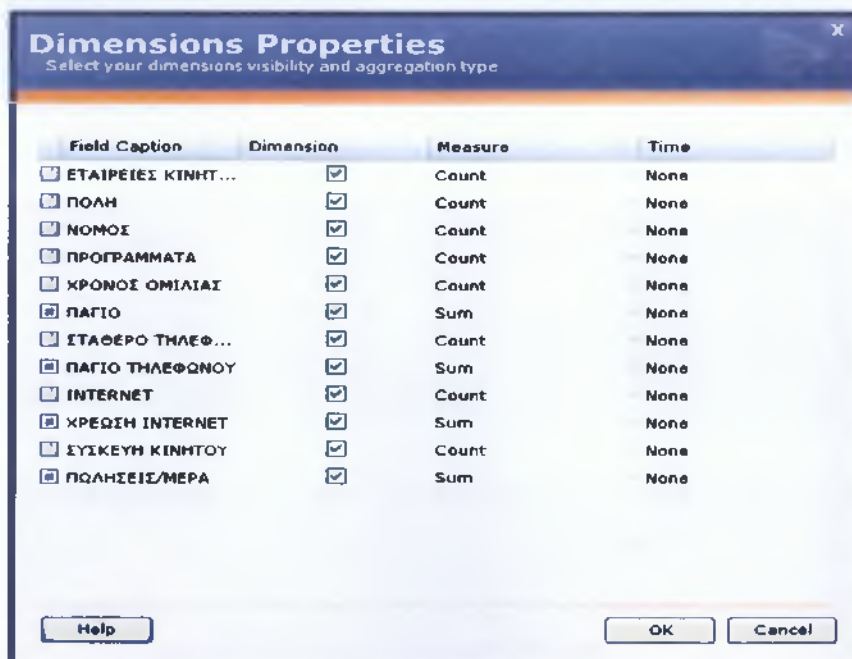 Dimensions Properties
Select your dimensions visibility and aggregation type
x
Field Caption Dimension Measure Time
ΕΤΑΙΡΕΙΕΣ ΚΙΝΗΤ... Count None
ΠΟΛΗ Count None
ΝΟΜΟΣ Count None
ΠΡΟΓΡΑΜΜΑΤΑ Count None
ΧΡΟΝΟΣ ΟΜΙΛΙΑΣ Count None
ΠΑΓΙΟ Sum None
ΣΤΑΘΕΡΟ ΤΗΛΕΦ... Count None
ΠΑΓΙΟ ΤΗΛΕΦΩΝΟΥ Sum None
INTERNET Count None
ΧΡΕΩΣΗ INTERNET Sum None
ΣΥΣΚΕΥΗ ΚΙΝΗΤΟΥ Count None
ΠΩΛΗΣΕΙΣ/ΜΕΡΑ Sum None
Help OK Cancel